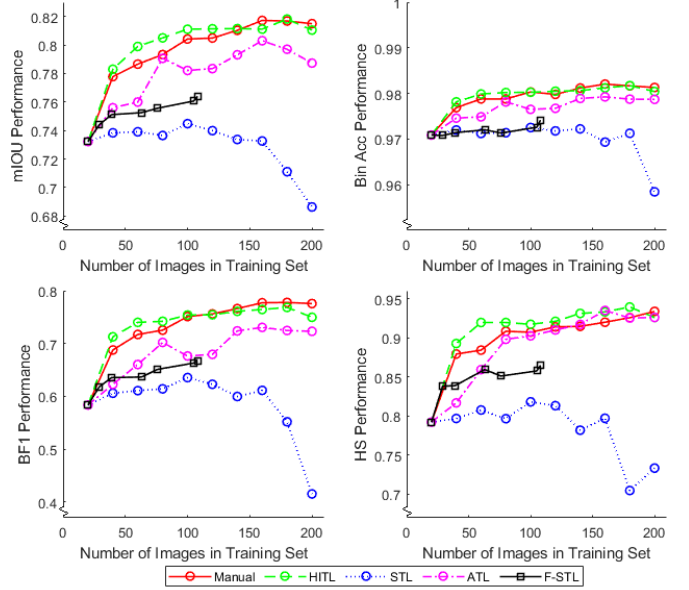 mIOU Performance
0.82
0.8
0.78
0.76
0.74
0.72
0.7
0.68
0 50 100 150 200
Number of Images in Training Set
Bin Acc Performance
1
0.99
0.98
0.97
0.96
0 50 100 150 200
Number of Images in Training Set
BF1 Performance
0.8
0.7
0.6
0.5
0.4
0 50 100 150 200
Number of Images in Training Set
HS Performance
0.95
0.9
0.85
0.8
0.75
0.7
0 50 100 150 200
Number of Images in Training Set
Manual HITL STL ATL F-STL